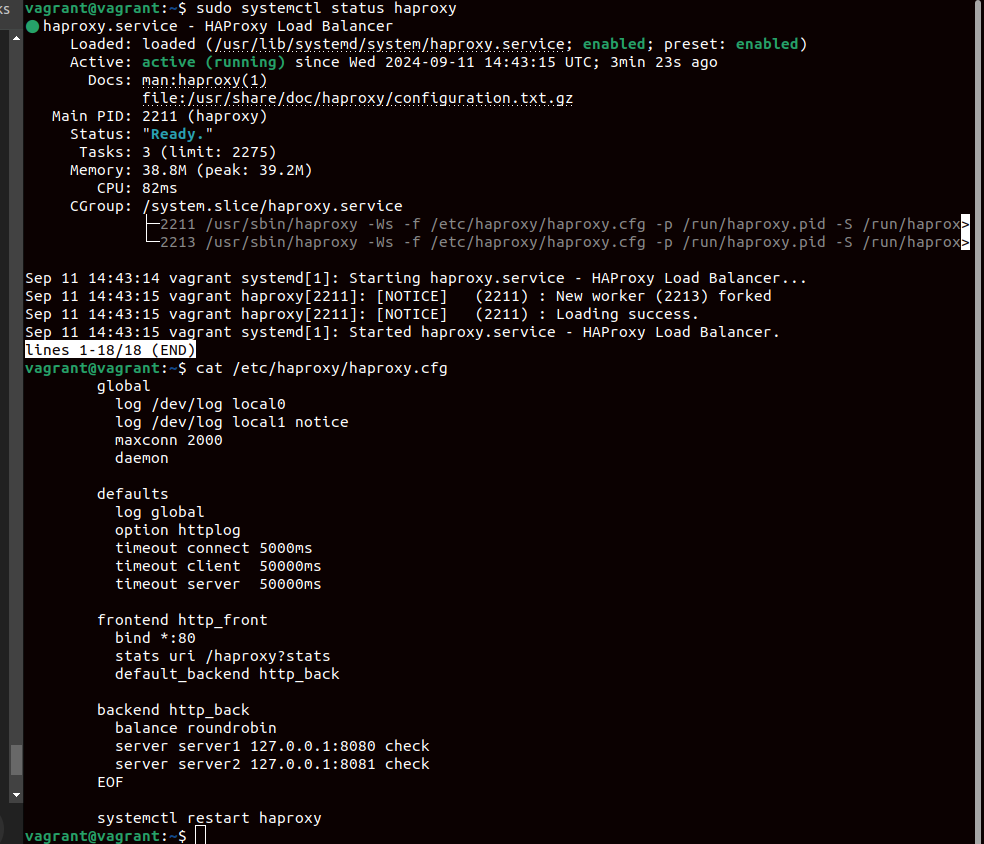 ks
vagrant@vagrant:~$ sudo systemctl status haproxy
haproxy.service - HAProxy Load Balancer
Loaded: loaded (/usr/lib/systemd/system/haproxy.service; enabled; preset: enabled)
Active: active (running) since Wed 2024-09-11 14:43:15 UTC; 3min 23s ago
Docs: man:haproxy(1)
file:/usr/share/doc/haproxy/configuration.txt.gz
Main PID: 2211 (haproxy)
Status: "Ready."
Tasks: 3 (limit: 2275)
Memory: 38.8M (peak: 39.2M)
CPU: 82ms
CGroup: /system.slice/haproxy.service
├─2211 /usr/sbin/haproxy -Ws -f /etc/haproxy/haproxy.cfg -p /run/haproxy.pid -S /run/haprox>
└─2213 /usr/sbin/haproxy -Ws -f /etc/haproxy/haproxy.cfg -p /run/haproxy.pid -S /run/haprox>
Sep 11 14:43:14 vagrant systemd[1]: Starting haproxy.service - HAProxy Load Balancer...
Sep 11 14:43:15 vagrant haproxy[2211]: [NOTICE]   (2211) : New worker (2213) forked
Sep 11 14:43:15 vagrant haproxy[2211]: [NOTICE]   (2211) : Loading success.
Sep 11 14:43:15 vagrant systemd[1]: Started haproxy.service - HAProxy Load Balancer.
lines 1-18/18 (END)
vagrant@vagrant:~$ cat /etc/haproxy/haproxy.cfg
global
log /dev/log local0
log /dev/log local1 notice
maxconn 2000
daemon
defaults
log global
option httplog
timeout connect 5000ms
timeout client  50000ms
timeout server  50000ms
frontend http_front
bind *:80
stats uri /haproxy?stats
default_backend http_back
backend http_back
balance roundrobin
server server1 127.0.0.1:8080 check
server server2 127.0.0.1:8081 check
EOF
systemctl restart haproxy
vagrant@vagrant:~$